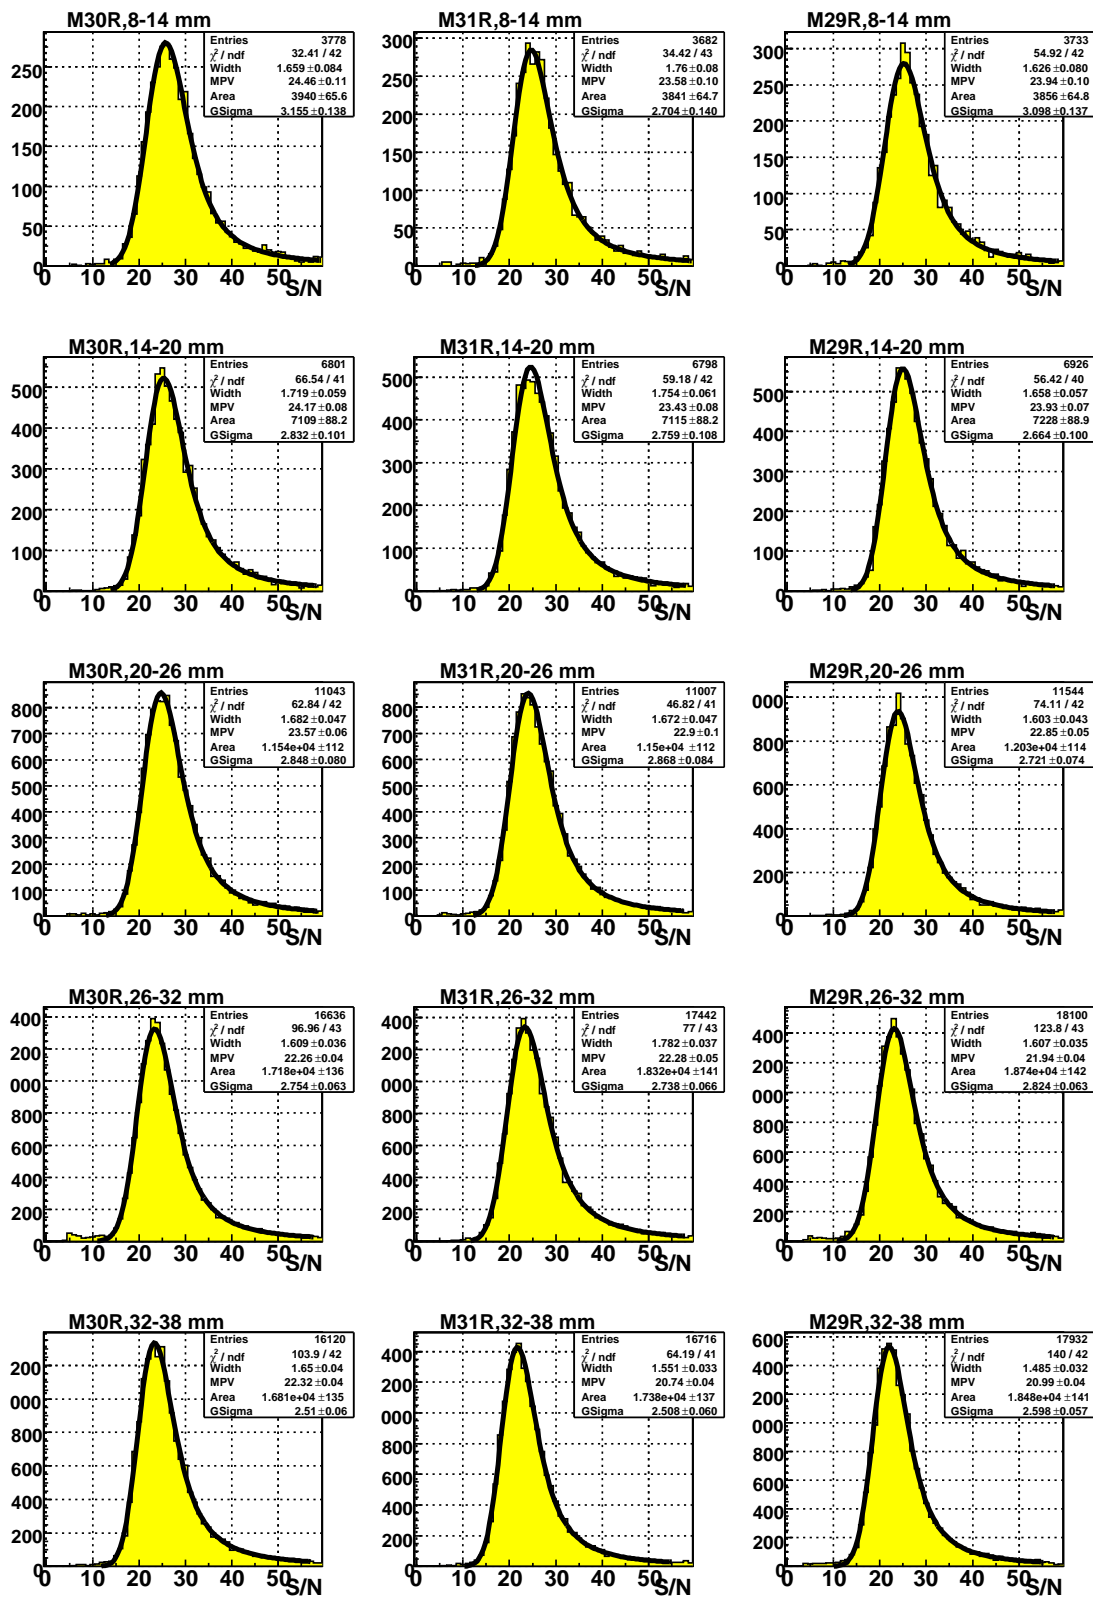 M30R,8-14 mm
Entries 3778
χ² / ndf 32.41 / 42
Width 1.659 ±0.084
MPV 24.46 ±0.11
Area 3940 ±65.6
GSigma 3.155 ±0.138
250
200
150
100
50
0
0 10 20 30 40 50
S/N
M31R,8-14 mm
Entries 3682
χ² / ndf 34.42 / 43
Width 1.76 ±0.08
MPV 23.58 ±0.10
Area 3841 ±64.7
GSigma 2.704 ±0.140
300
250
200
150
100
50
0
0 10 20 30 40 50
S/N
M29R,8-14 mm
Entries 3733
χ² / ndf 54.92 / 42
Width 1.626 ±0.080
MPV 23.94 ±0.10
Area 3856 ±64.8
GSigma 3.098 ±0.137
300
250
200
150
100
50
0
0 10 20 30 40 50
S/N
M30R,14-20 mm
Entries 6801
χ² / ndf 66.54 / 41
Width 1.719 ±0.059
MPV 24.17 ±0.08
Area 7109 ±88.2
GSigma 2.832 ±0.101
500
400
300
200
100
0
0 10 20 30 40 50
S/N
M31R,14-20 mm
Entries 6798
χ² / ndf 59.18 / 42
Width 1.754 ±0.061
MPV 23.43 ±0.08
Area 7115 ±88.2
GSigma 2.759 ±0.108
500
400
300
200
100
0
0 10 20 30 40 50
S/N
M29R,14-20 mm
Entries 6926
χ² / ndf 56.42 / 40
Width 1.658 ±0.057
MPV 23.93 ±0.07
Area 7228 ±88.9
GSigma 2.664 ±0.100
500
400
300
200
100
0
0 10 20 30 40 50
S/N
M30R,20-26 mm
Entries 11043
χ² / ndf 62.84 / 42
Width 1.682 ±0.047
MPV 23.57 ±0.06
Area 1.154e+04 ±112
GSigma 2.848 ±0.080
800
700
600
500
400
300
200
100
0
0 10 20 30 40 50
S/N
M31R,20-26 mm
Entries 11007
χ² / ndf 46.82 / 41
Width 1.672 ±0.047
MPV 22.9 ±0.1
Area 1.15e+04 ±112
GSigma 2.868 ±0.084
800
700
600
500
400
300
200
100
0
0 10 20 30 40 50
S/N
M29R,20-26 mm
Entries 11544
χ² / ndf 74.11 / 42
Width 1.603 ±0.043
MPV 22.85 ±0.05
Area 1.203e+04 ±114
GSigma 2.721 ±0.074
000
800
600
400
200
0
0 10 20 30 40 50
S/N
M30R,26-32 mm
Entries 16636
χ² / ndf 96.96 / 43
Width 1.609 ±0.036
MPV 22.26 ±0.04
Area 1.718e+04 ±136
GSigma 2.754 ±0.063
400
200
000
800
600
400
200
0
0 10 20 30 40 50
S/N
M31R,26-32 mm
Entries 17442
χ² / ndf 77 / 43
Width 1.782 ±0.037
MPV 22.28 ±0.05
Area 1.832e+04 ±141
GSigma 2.738 ±0.066
400
200
000
800
600
400
200
0
0 10 20 30 40 50
S/N
M29R,26-32 mm
Entries 18100
χ² / ndf 123.8 / 43
Width 1.607 ±0.035
MPV 21.94 ±0.04
Area 1.874e+04 ±142
GSigma 2.824 ±0.063
400
200
000
800
600
400
200
0
0 10 20 30 40 50
S/N
M30R,32-38 mm
Entries 16120
χ² / ndf 103.9 / 42
Width 1.65 ±0.04
MPV 22.32 ±0.04
Area 1.681e+04 ±135
GSigma 2.51 ±0.06
200
000
800
600
400
200
0
0 10 20 30 40 50
S/N
M31R,32-38 mm
Entries 16716
χ² / ndf 64.19 / 41
Width 1.551 ±0.033
MPV 20.74 ±0.04
Area 1.738e+04 ±137
GSigma 2.508 ±0.060
400
200
000
800
600
400
200
0
0 10 20 30 40 50
S/N
M29R,32-38 mm
Entries 17932
χ² / ndf 140 / 42
Width 1.485 ±0.032
MPV 20.99 ±0.04
Area 1.848e+04 ±141
GSigma 2.598 ±0.057
600
400
200
000
800
600
400
200
0
0 10 20 30 40 50
S/N